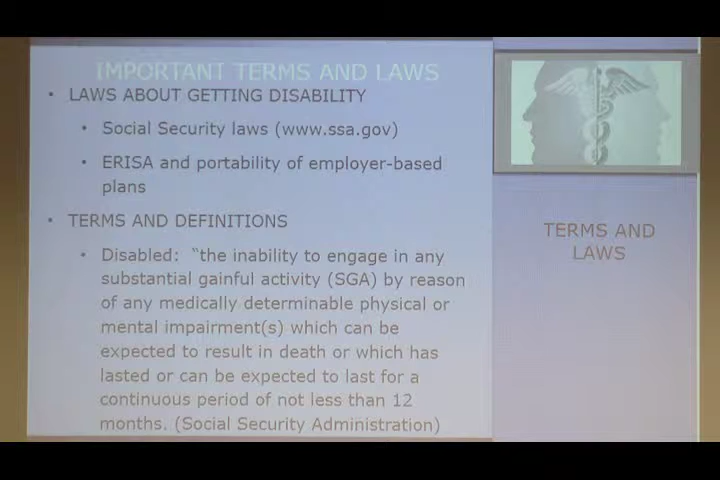 IMPORTANT TERMS AND LAWS
• LAWS ABOUT GETTING DISABILITY
• Social Security laws (www.ssa.gov)
• ERISA and portability of employer-based
plans
• TERMS AND DEFINITIONS
• Disabled: “the inability to engage in any
substantial gainful activity (SGA) by reason
of any medically determinable physical or
mental impairment(s) which can be
expected to result in death or which has
lasted or can be expected to last for a
continuous period of not less than 12
months. (Social Security Administration)
TERMS AND
LAWS